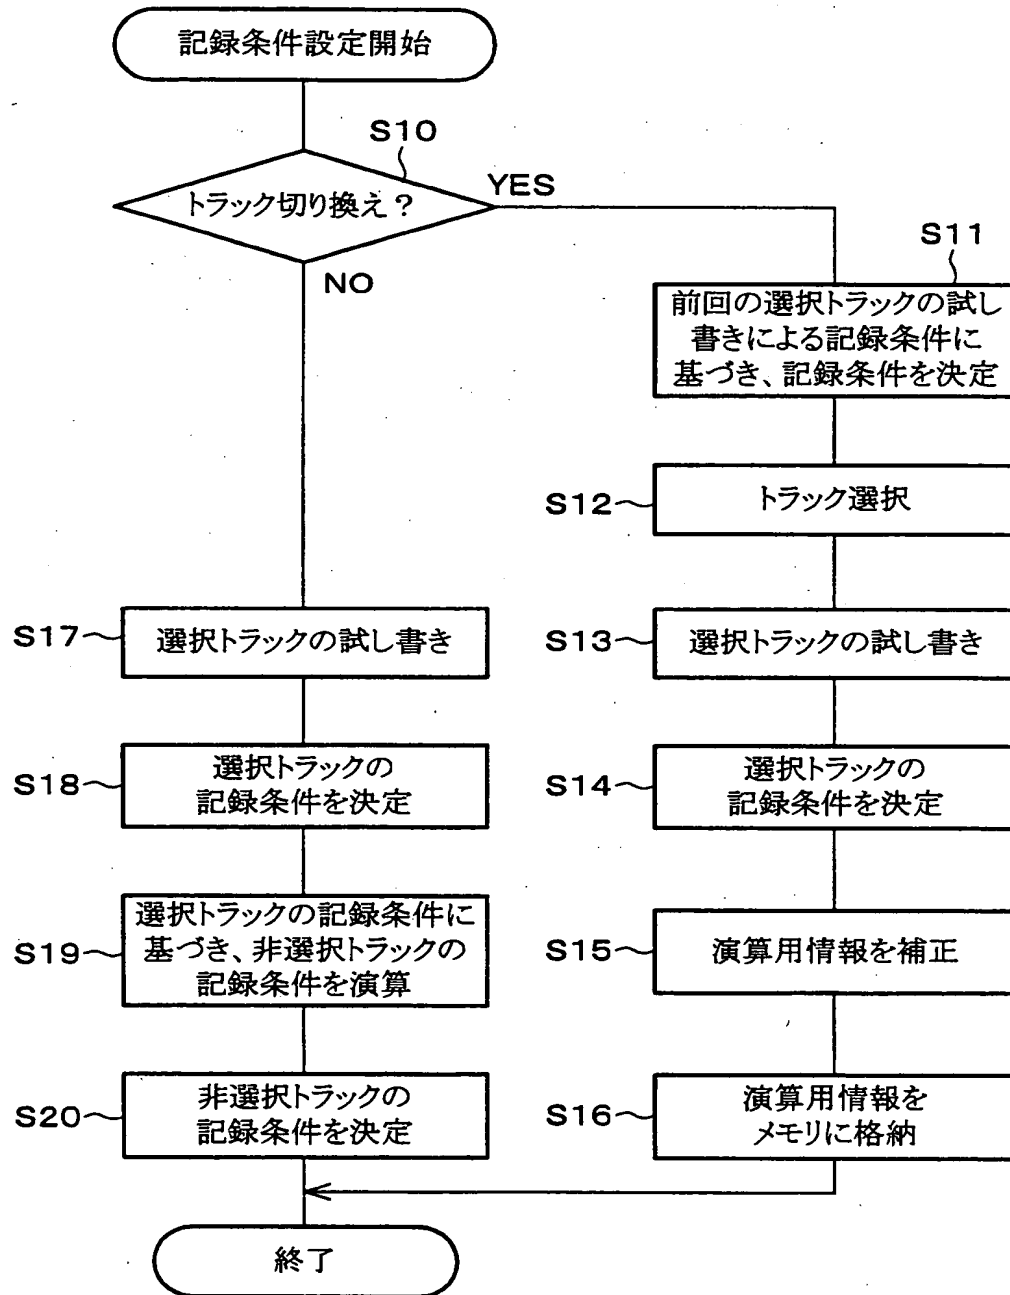 記録条件設定開始
S10
トラック切り換え?
YES
NO
S11
前回の選択トラックの試し
書きによる記録条件に
基づき、記録条件を決定
S12
トラック選択
S17
選択トラックの試し書き
S13
選択トラックの試し書き
S18
選択トラックの
記録条件を決定
S14
選択トラックの
記録条件を決定
S19
選択トラックの記録条件に
基づき、非選択トラックの
記録条件を演算
S15
演算用情報を補正
S20
非選択トラックの
記録条件を決定
S16
演算用情報を
メモリに格納
終了